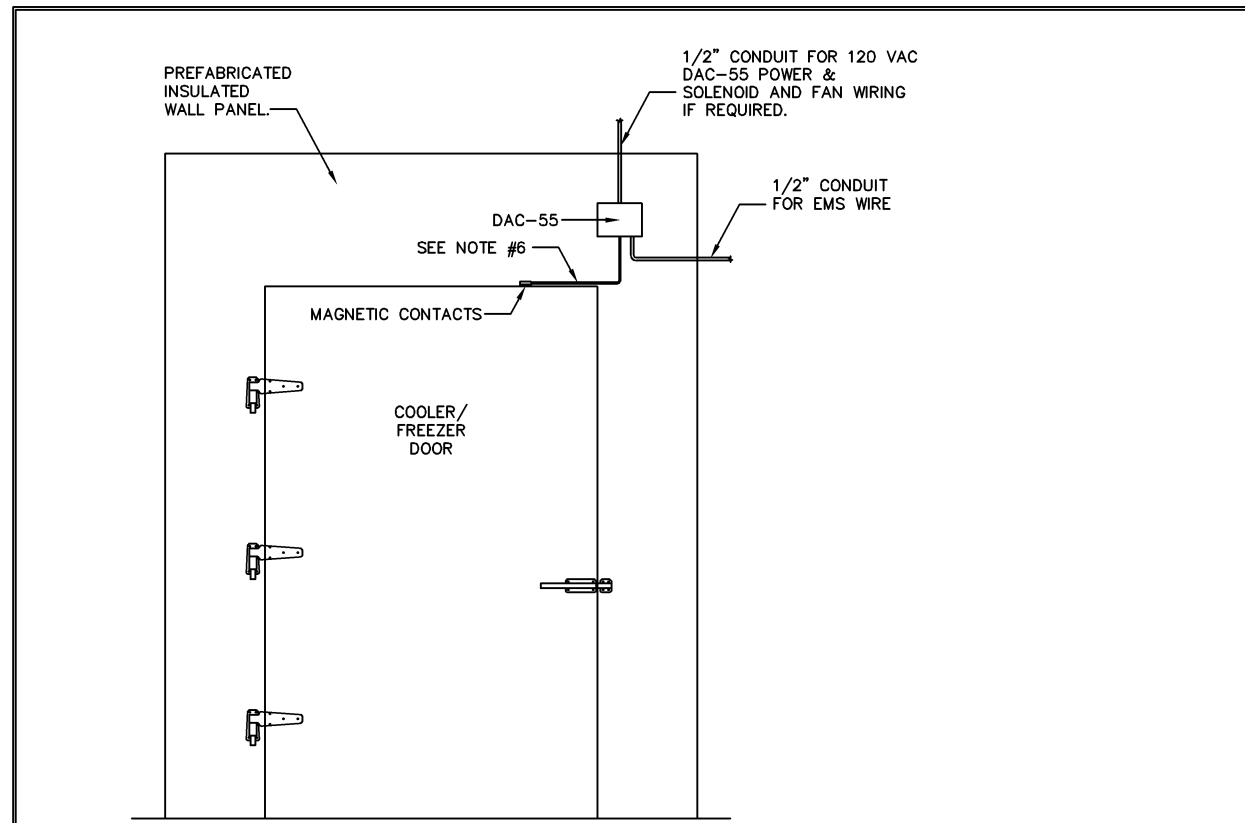 PREFABRICATED
INSULATED
WALL PANEL.
1/2" CONDUIT FOR 120 VAC
DAC-55 POWER &
SOLENOID AND FAN WIRING
IF REQUIRED.
1/2" CONDUIT
FOR EMS WIRE
DAC-55
SEE NOTE #6
MAGNETIC CONTACTS
COOLER/
FREEZER
DOOR